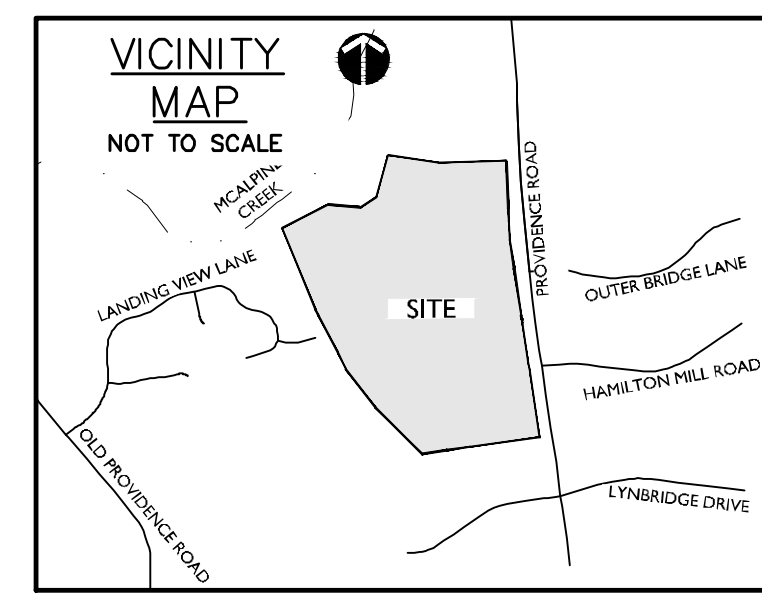 VICINITY
MAP
NOT TO SCALE
CREEK
PROVIDENCE ROAD
LANDING VIEW LANE
OUTER BRIDGE LANE
SITE
HAMILTON MILL ROAD
OLD PROVIDENCE ROAD
LYNBRIDGE DRIVE